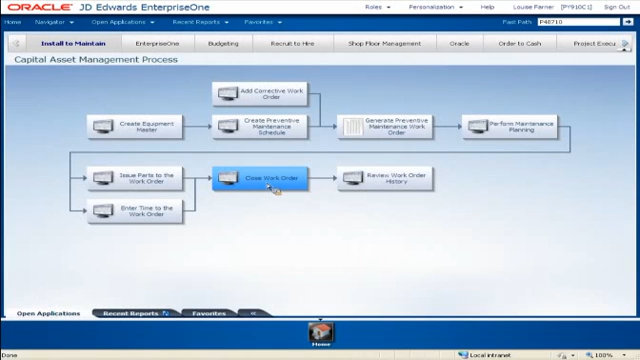 ORACLE JD Edwards EnterpriseOne
Roles Personalization Help Louise Farner [PY910C1] Sign Out
Home Navigator Open Applications Recent Reports Favorites Fast Path P48710
Install to Maintain EnterpriseOne Budgeting Recruit to Hire Shop Floor Management Oracle Order to Cash Project Execu
Capital Asset Management Process
Add Corrective Work
Order
Create Equipment
Master
Create Preventive
Maintenance
Schedule
Generate Preventive
Maintenance Work
Order
Perform Maintenance
Planning
Issue Parts to the
Work Order
Close Work Order
Review Work Order
History
Enter Time to the
Work Order
Open Applications Recent Reports Favorites
Home
Done Local intranet 100%